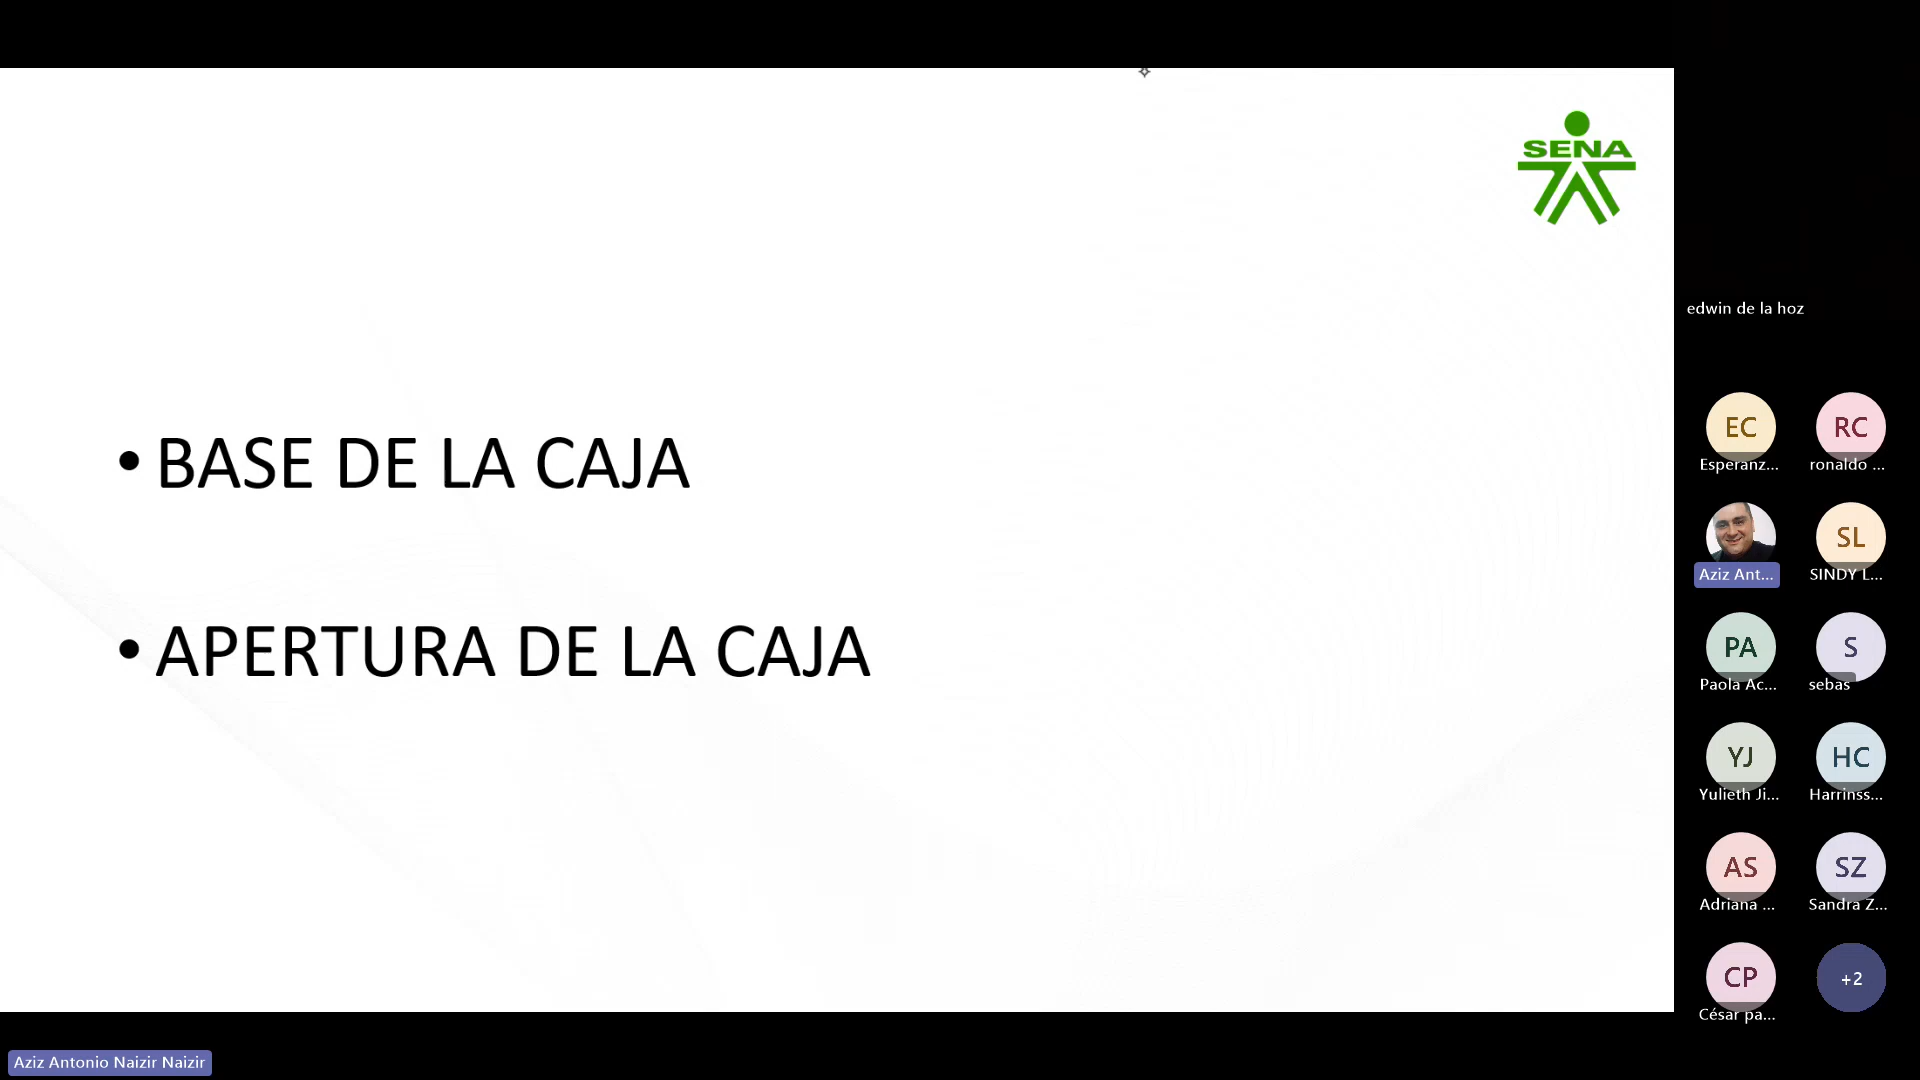 SENA
• BASE DE LA CAJA
• APERTURA DE LA CAJA
edwin de la hoz
EC
Esperanz...
RC
ronaldo ...
Aziz Ant...
SL
SINDY L...
PA
Paola Ac...
S
sebas
YJ
Yulieth Ji...
HC
Harrinss...
AS
Adriana ...
SZ
Sandra Z...
CP
César pa...
+2
Aziz Antonio Naizir Naizir